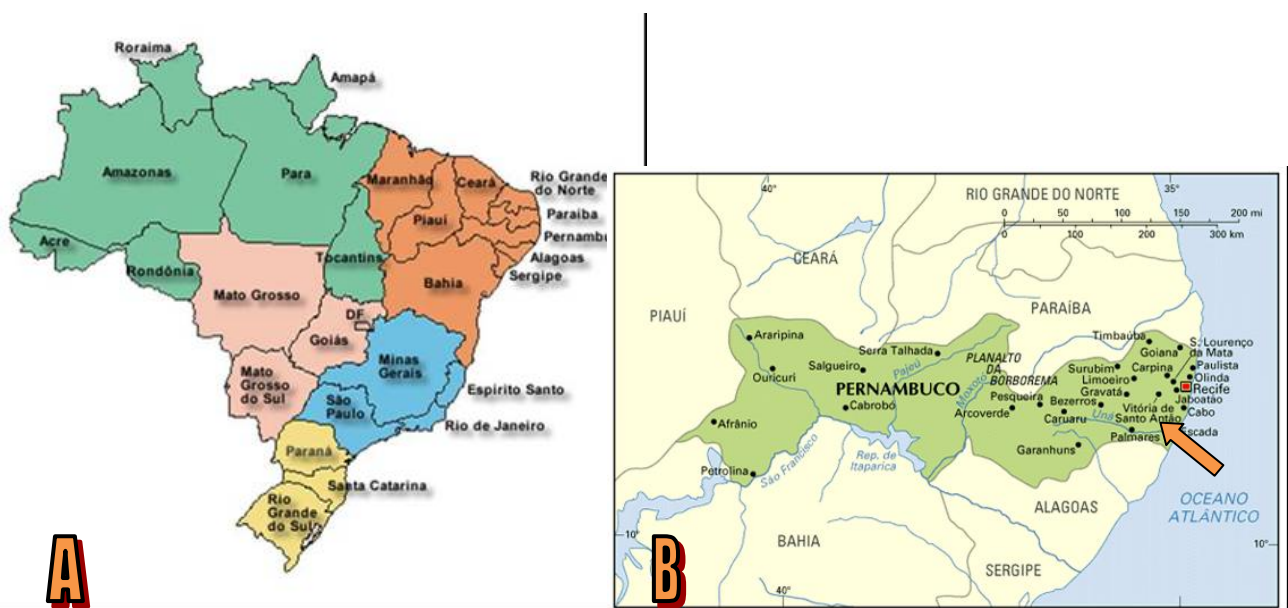 Roraima
Amapá
Amazonas
Para
Maranhão
Ceará
Rio Grande
do Norte
Piauí
Paraiba
Pernambu
Alagoas
Sergipe
Acre
Rondônia
Tocantins
Bahia
Mato Grosso
DF
Goiás
Minas
Gerais
Mato
Grosso
do Sul
São
Paulo
Espirito Santo
Rio de Janeiro
Paraná
Santa Catarina
Rio
Grande
do Sul
A
40°
35°
RIO GRANDE DO NORTE
0 50 100 150 200 mi
0 100 200 300 km
CEARÁ
PIAUÍ
PARAÍBA
Araripina
Ouricuri
Salgueiro
Serra Talhada
Pajeú
PLANALTO
DA
BORBOREMA
Moxotó
Timbaúba
Goiana
S. Lourenço
da Mata
Surubim
Carpina
Paulista
Limoeiro
Olinda
Gravatá
Recife
PERNAMBUCO
Pesqueira
Bezerros
Jaboatão
Cabrobó
Arcoverde
Caruaru
Una
Vitória de
Santo Antão
Cabo
Afrânio
Palmares
Escada
Garanhuns
Petrolina
São Francisco
Rep. de
Itaparica
ALAGOAS
OCEANO
ATLÂNTICO
10°
BAHIA
10°
SERGIPE
40°
B